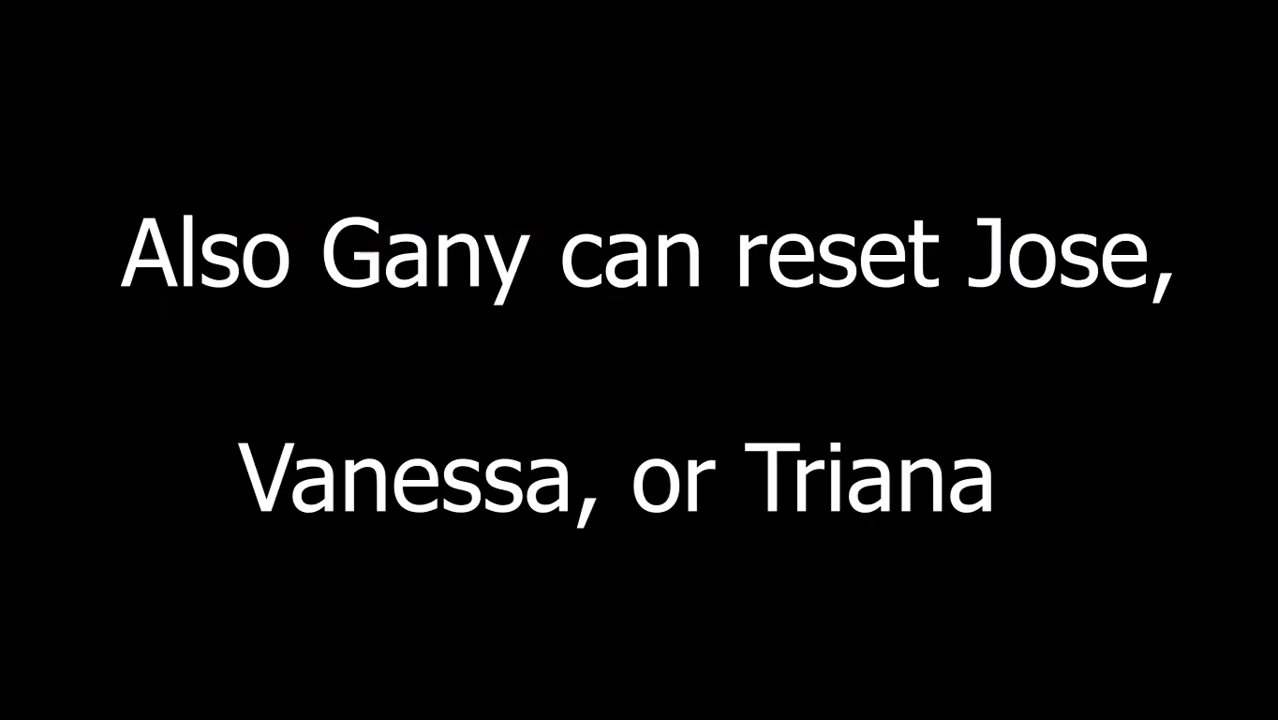 Also Gany can reset Jose,
Vanessa, or Triana